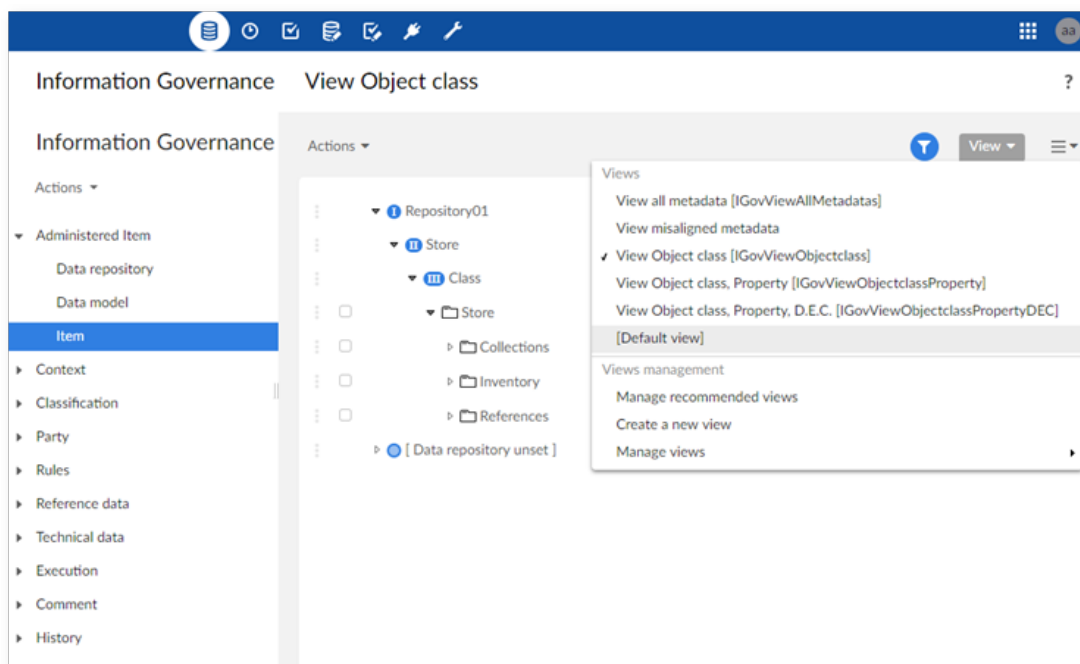 aa
Information Governance
View Object class
?
Information Governance
Actions
Administered Item
Data repository
Data model
Item
Context
Classification
Party
Rules
Reference data
Technical data
Execution
Comment
History
Actions
View
I Repository01
II Store
III Class
Store
Collections
Inventory
References
[ Data repository unset ]
Views
View all metadata [IGovViewAllMetadatas]
View misaligned metadata
View Object class [IGovViewObjectclass]
View Object class, Property [IGovViewObjectclassProperty]
View Object class, Property, D.E.C. [IGovViewObjectclassPropertyDEC]
[Default view]
Views management
Manage recommended views
Create a new view
Manage views